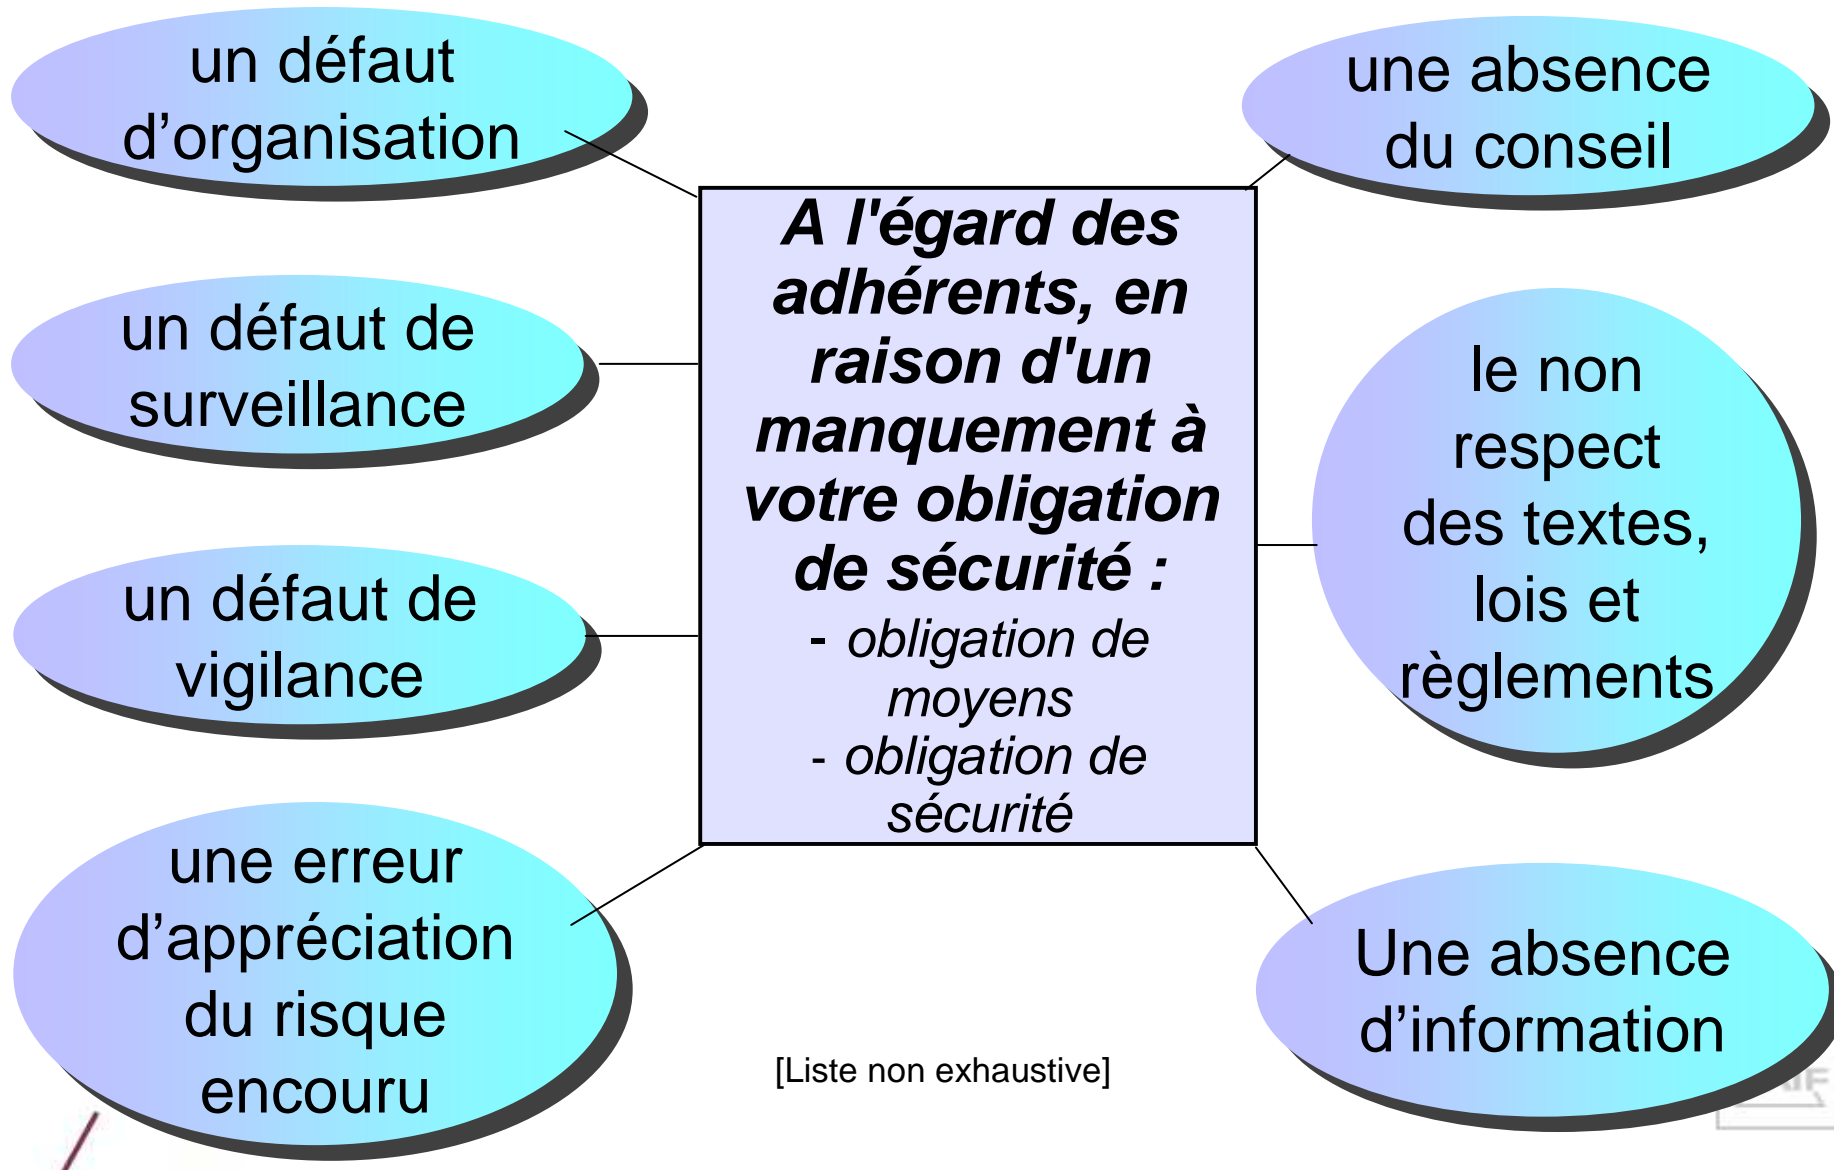 un défaut
d’organisation
un défaut de
surveillance
un défaut de
vigilance
une erreur
d’appréciation
du risque
encouru
A l'égard des
adhérents, en
raison d'un
manquement à
votre obligation
de sécurité :
- obligation de
moyens
- obligation de
sécurité
[Liste non exhaustive]
une absence
du conseil
le non
respect
des textes,
lois et
règlements
Une absence
d’information